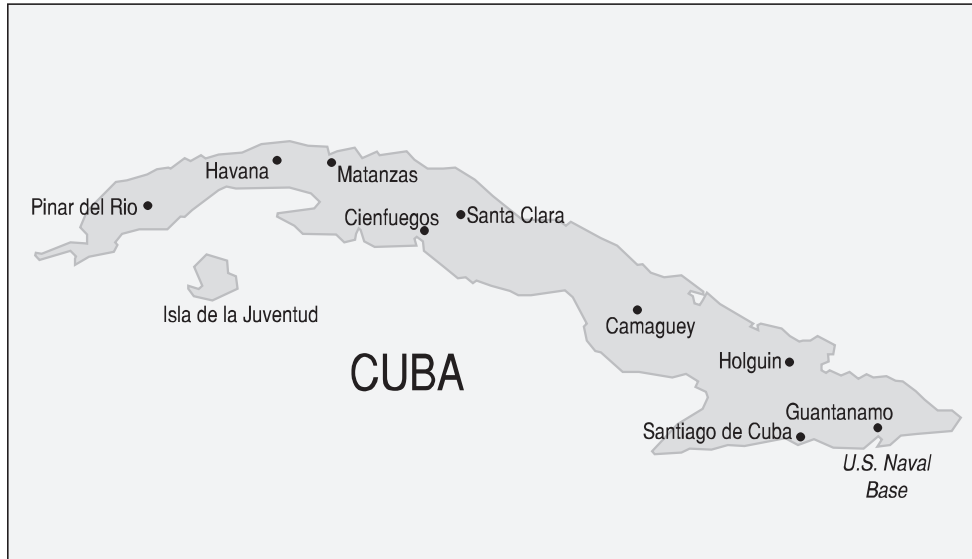 Havana
Matanzas
Pinar del Rio
Cienfuegos
Santa Clara
Isla de la Juventud
Camaguey
CUBA
Holguin
Guantanamo
Santiago de Cuba
U.S. Naval
Base